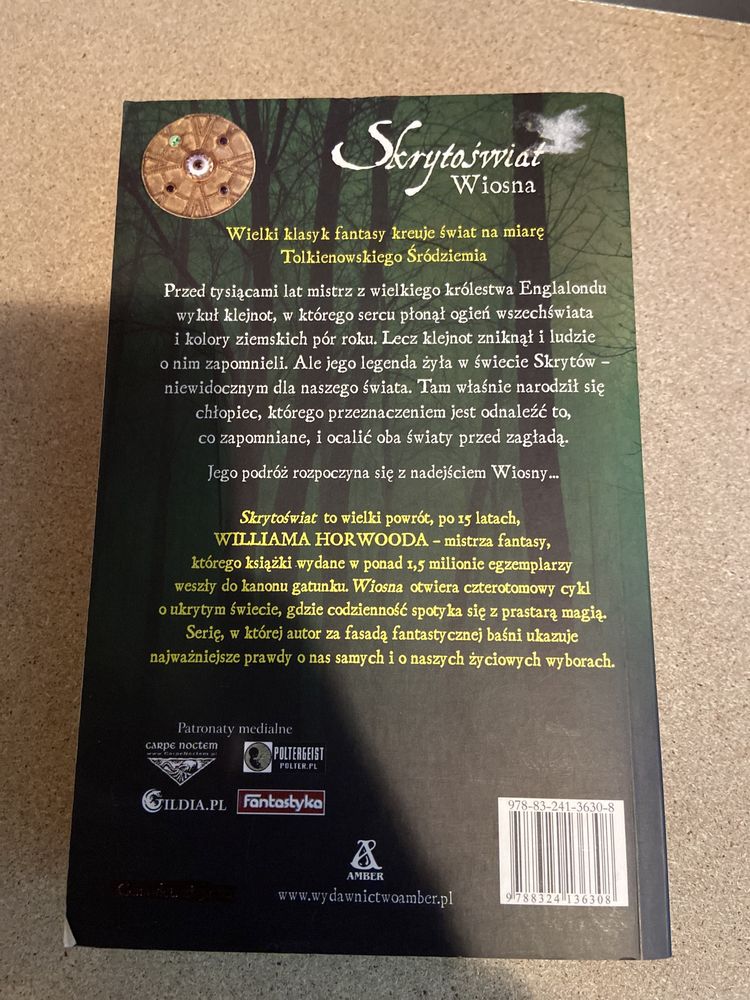 Skrytoświat
Wiosna
Wielki klasyk fantasy kreuje świat na miarę
Tolkienowskiego Śródziemia
Przed tysiącami lat mistrz z wielkiego królestwa Englalondu
wykuł klejnot, w którego sercu płonął ogień wszechświata
i kolory ziemskich pór roku. Lecz klejnot zniknął i ludzie
o nim zapomnieli. Ale jego legenda żyła w świecie Skrytów –
niewidocznym dla naszego świata. Tam właśnie narodził się
chłopiec, którego przeznaczeniem jest odnaleźć to,
co zapomniane, i ocalić oba światy przed zagładą.
Jego podróż rozpoczyna się z nadejściem Wiosny...
Skrytoświat to wielki powrót, po 15 latach,
WILLIAMA HORWOODA – mistrza fantasy,
którego książki wydane w ponad 1,5 milionie egzemplarzy
weszły do kanonu gatunku. Wiosna otwiera czterotomowy cykl
o ukrytym świecie, gdzie codzienność spotyka się z prastarą magią.
Serię, w której autor za fasadą fantastycznej baśni ukazuje
najważniejsze prawdy o nas samych i o naszych życiowych wyborach.
Patronaty medialne
CARPE NOCTEM
www.CarpeNoctem.pl
POLTERGEIST
POLTER.PL
GILDIA.PL
Fantastyka
978-83-241-3630-8
AMBER
www.wydawnictwoamber.pl
9 788324 136308